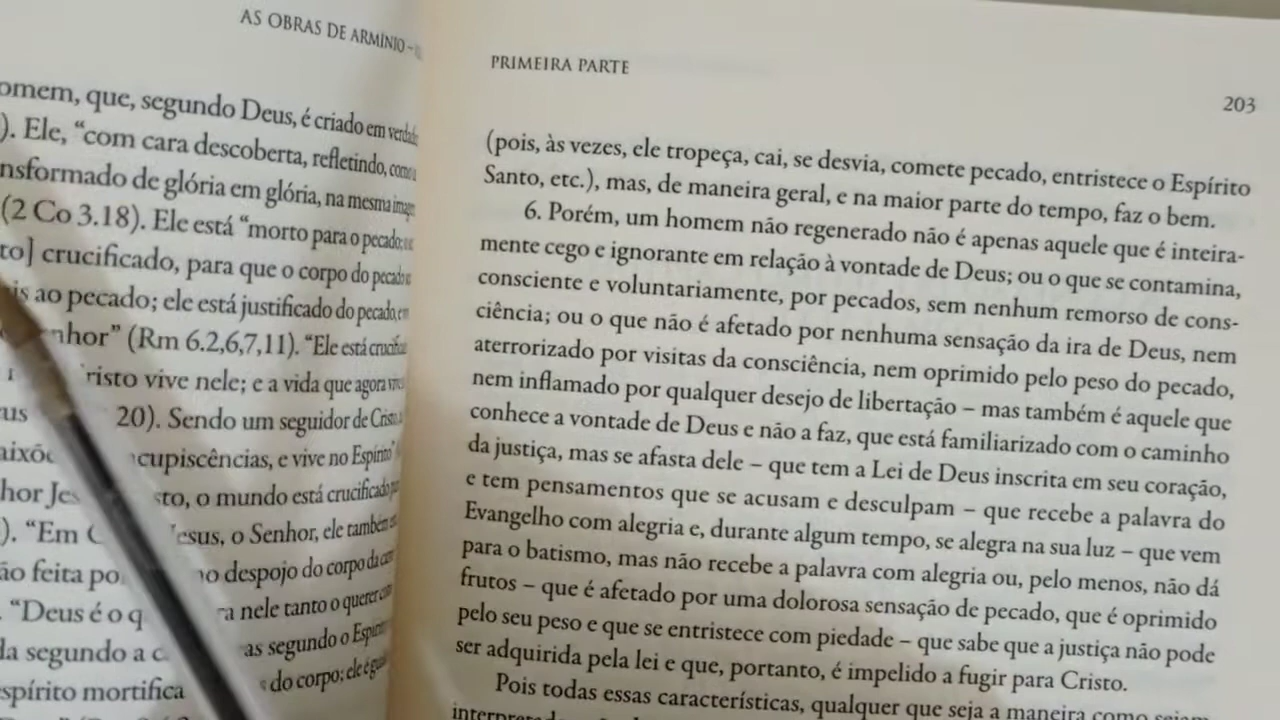 AS OBRAS DE ARMÍNIO –
omem, que, segundo Deus, é criado em verdade
). Ele, “com cara descoberta, refletindo, como
nsformado de glória em glória, na mesma imagem
(2 Co 3.18). Ele está “morto para o pecado;
to] crucificado, para que o corpo do pecado
ao pecado; ele está justificado do pecado,
nhor” (Rm 6.2,6,7,11). “Ele está
risto vive nele; e a vida que agora
20). Sendo um seguidor de Cristo
cupiscências, e vive no Espírito”
hor sto, o mundo está crucificado
). “Em esus, o Senhor, ele também
ão feita po o despojo do corpo da
“Deus é o q ra nele tanto o querer
la segundo a as segundo o
spírito mortifica do corpo; ele é
PRIMEIRA PARTE
203
(pois, às vezes, ele tropeça, cai, se desvia, comete pecado, entristece o Espírito
Santo, etc.), mas, de maneira geral, e na maior parte do tempo, faz o bem.
6. Porém, um homem não regenerado não é apenas aquele que é inteira-
mente cego e ignorante em relação à vontade de Deus; ou o que se contamina,
consciente e voluntariamente, por pecados, sem nenhum remorso de cons-
ciência; ou o que não é afetado por nenhuma sensação da ira de Deus, nem
aterrorizado por visitas da consciência, nem oprimido pelo peso do pecado,
nem inflamado por qualquer desejo de libertação – mas também é aquele que
conhece a vontade de Deus e não a faz, que está familiarizado com o caminho
da justiça, mas se afasta dele – que tem a Lei de Deus inscrita em seu coração,
e tem pensamentos que se acusam e desculpam – que recebe a palavra do
Evangelho com alegria e, durante algum tempo, se alegra na sua luz – que vem
para o batismo, mas não recebe a palavra com alegria ou, pelo menos, não dá
frutos – que é afetado por uma dolorosa sensação de pecado, que é oprimido
pelo seu peso e que se entristece com piedade – que sabe que a justiça não pode
ser adquirida pela lei e que, portanto, é impelido a fugir para Cristo.
Pois todas essas características, qualquer que seja a maneira como sejam